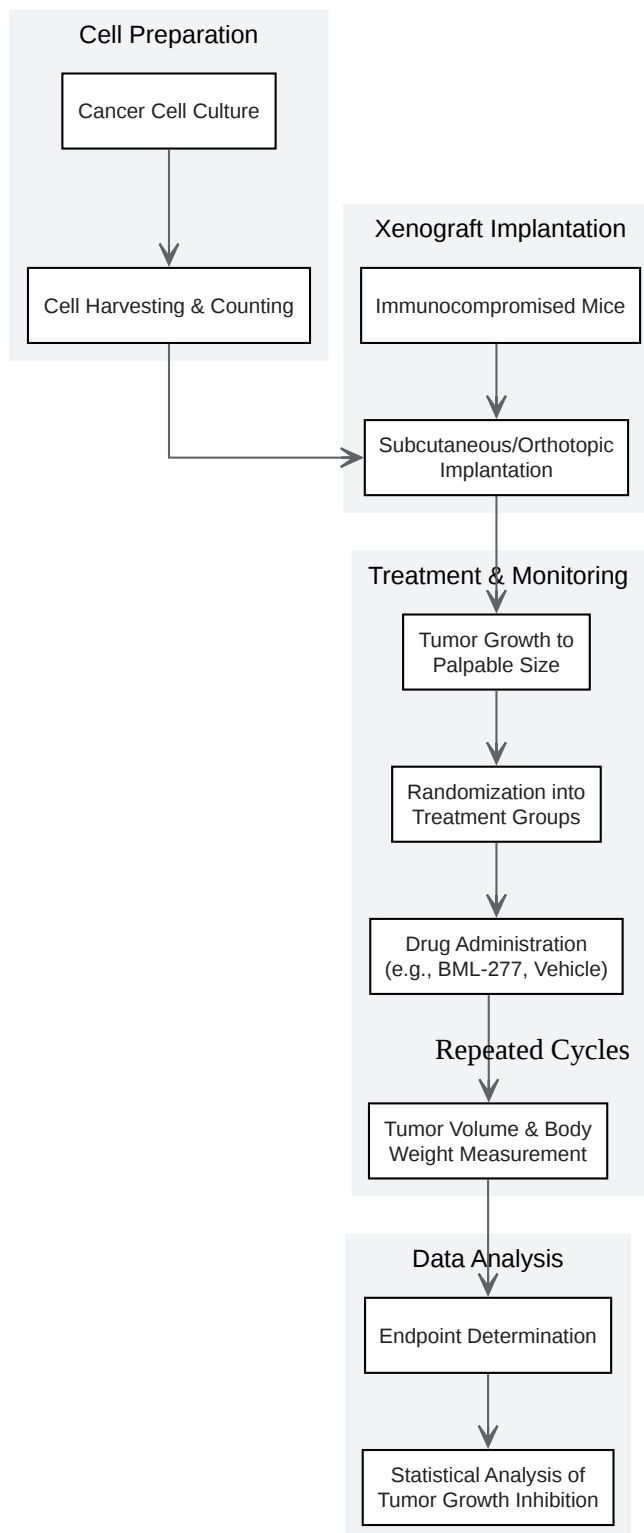 Cell Preparation
Cancer Cell Culture
Cell Harvesting & Counting
Xenograft Implantation
Immunocompromised Mice
Subcutaneous/Orthotopic
Implantation
Treatment & Monitoring
Tumor Growth to
Palpable Size
Randomization into
Treatment Groups
Drug Administration
(e.g., BML-277, Vehicle)
Repeated Cycles
Tumor Volume & Body
Weight Measurement
Data Analysis
Endpoint Determination
Statistical Analysis of
Tumor Growth Inhibition